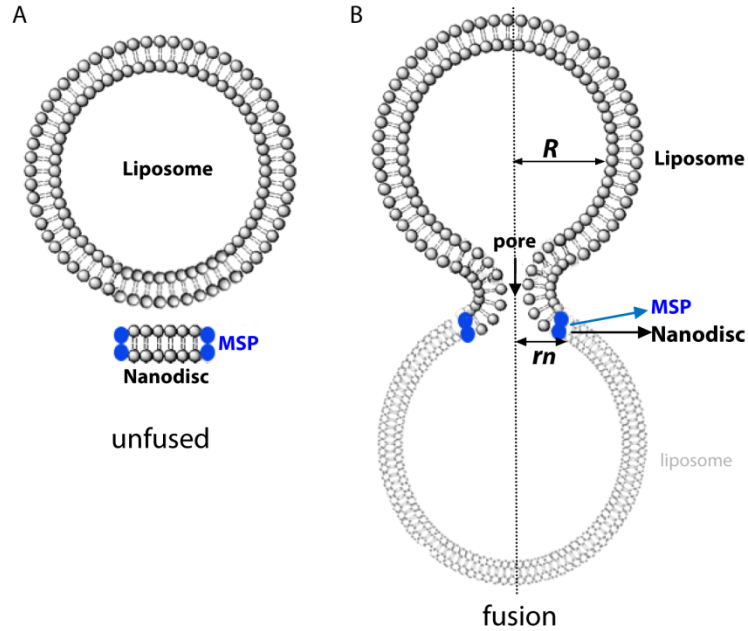 A
Liposome
MSP
Nanodisc
unfused
B
R
Liposome
pore
MSP
Nanodisc
rn
liposome
fusion